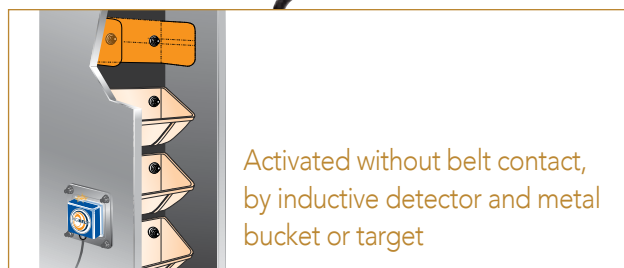 Activated without belt contact,
by inductive detector and metal
bucket or target